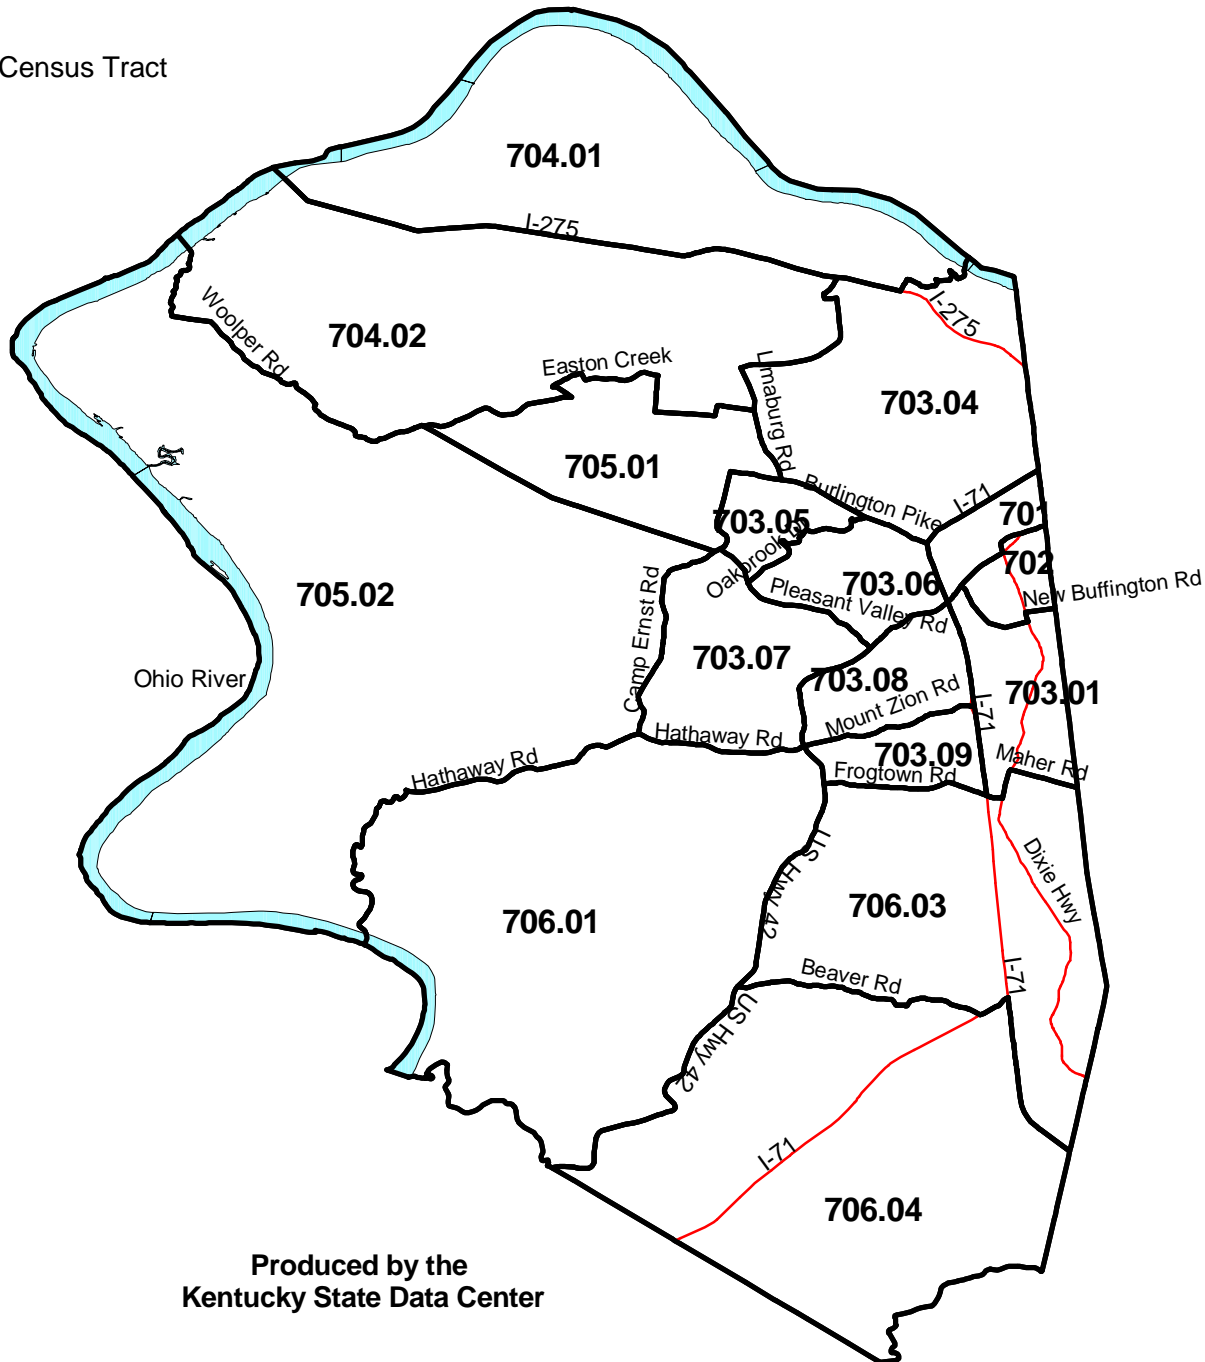 Census Tract
704.01
I-275
I-275
Woolper Rd
704.02
Easton Creek
Limaburg Rd
703.04
705.01
Burlington Pike
I-71
701
703.05
Oakbrook Dr
702
703.06
New Buffington Rd
705.02
Pleasant Valley Rd
Camp Ernst Rd
703.07
703.08
703.01
Ohio River
Mount Zion Rd
I-71
Hathaway Rd
703.09
Maher Rd
Hathaway Rd
Frogtown Rd
US Hwy 42
Dixie Hwy
706.01
706.03
Beaver Rd
I-71
US Hwy 42
I-71
706.04
Produced by the
Kentucky State Data Center